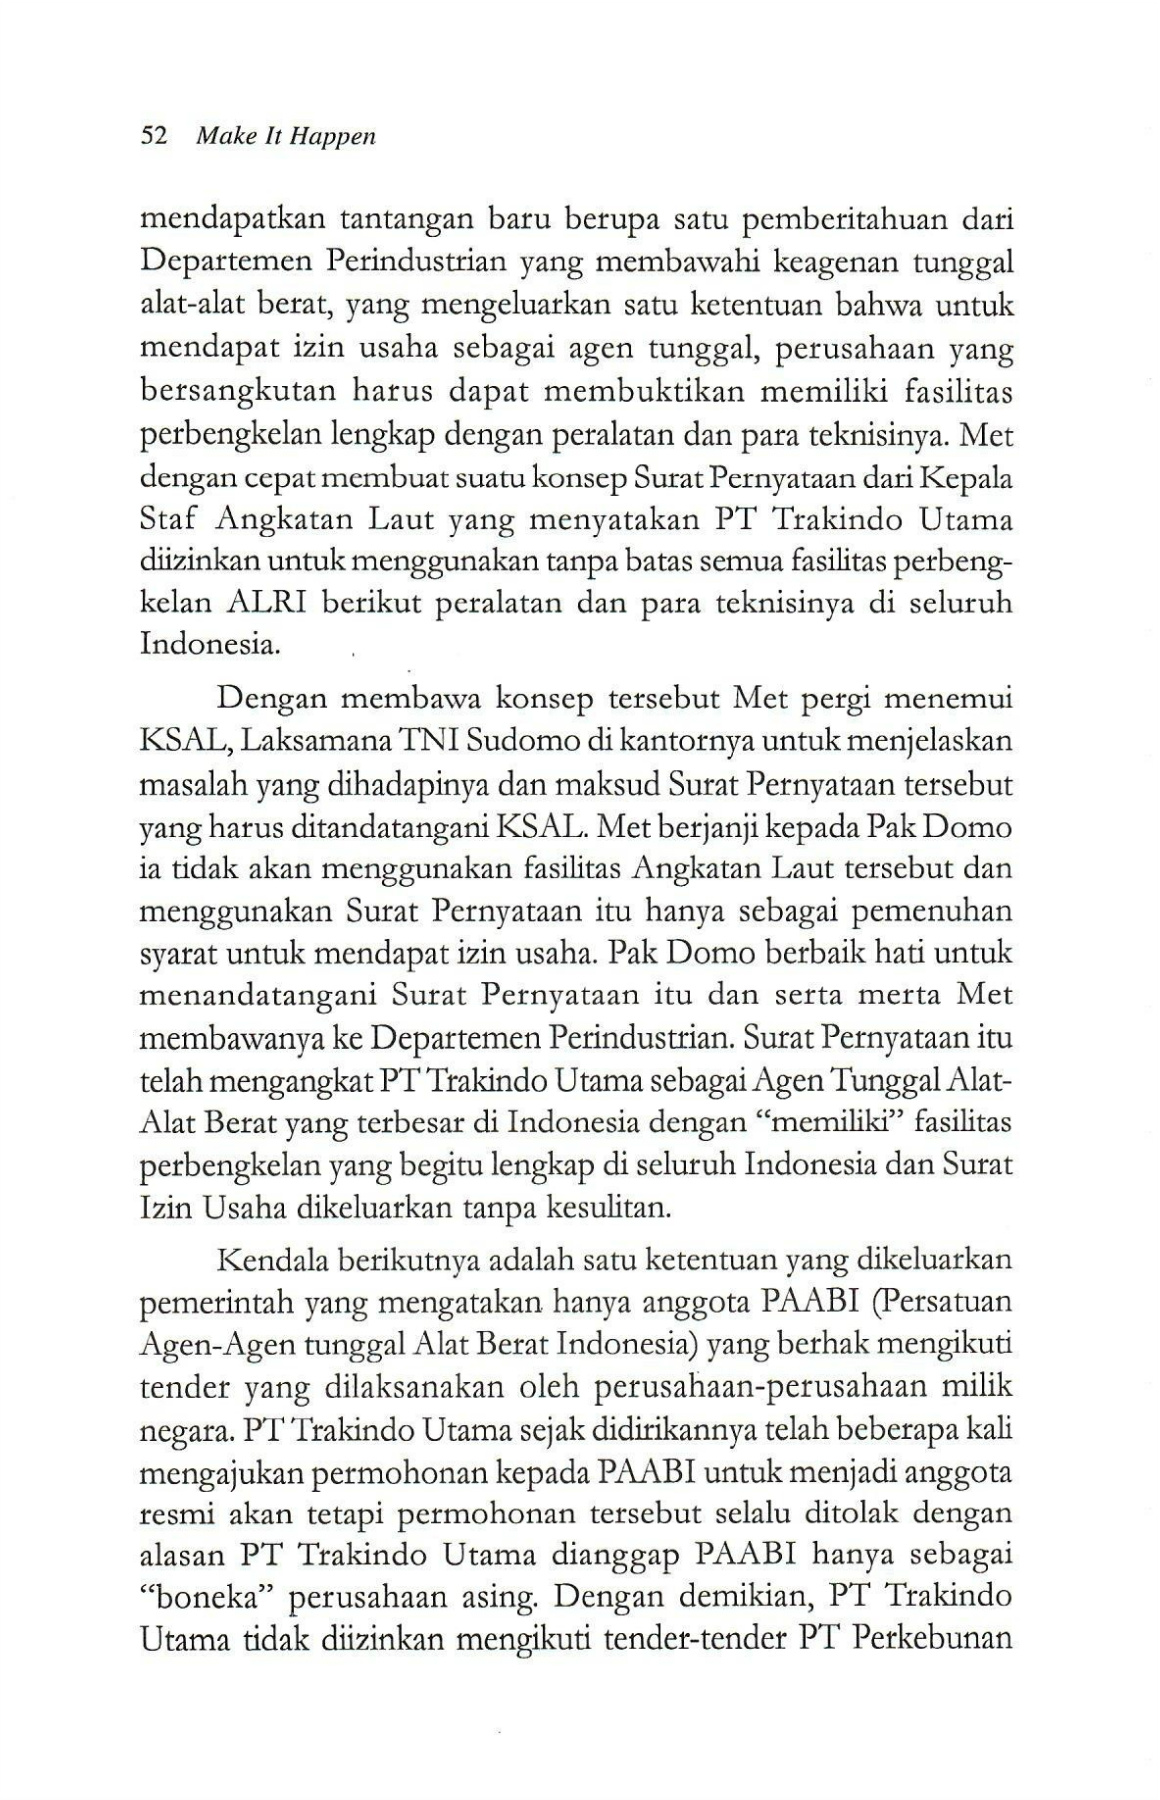 52 Make It Happen
mendapatkan tantangan baru berupa satu pemberitahuan dari
Departemen Perindustrian yang membawahi keagenan tunggal
alat-alat berat, yang mengeluarkan satu ketentuan bahwa untuk
mendapat izin usaha sebagai agen tunggal, perusahaan yang
bersangkutan harus dapat membuktikan memiliki fasilitas
perbengkelan lengkap dengan peralatan dan para teknisinya. Met
dengan cepat membuat suatu konsep Surat Pernyataan dari Kepala
Staf Angkatan Laut yang menyatakan PT Trakindo Utama
diizinkan untuk menggunakan tanpa batas semua fasilitas perbeng-
kelan ALRI berikut peralatan dan para teknisinya di seluruh
Indonesia.
Dengan membawa konsep tersebut Met pergi menemui
KSAL, Laksamana TNI Sudomo di kantornya untuk menjelaskan
masalah yang dihadapinya dan maksud Surat Pernyataan tersebut
yang harus ditandatangani KSAL. Met berjanji kepada Pak Domo
ia tidak akan menggunakan fasilitas Angkatan Laut tersebut dan
menggunakan Surat Pernyataan itu hanya sebagai pemenuhan
syarat untuk mendapat izin usaha. Pak Domo berbaik hati untuk
menandatangani Surat Pernyataan itu dan serta merta Met
membawanya ke Departemen Perindustrian. Surat Pernyataan itu
telah mengangkat PT Trakindo Utama sebagai Agen Tunggal Alat-
Alat Berat yang terbesar di Indonesia dengan “memiliki” fasilitas
perbengkelan yang begitu lengkap di seluruh Indonesia dan Surat
Izin Usaha dikeluarkan tanpa kesulitan.
Kendala berikutnya adalah satu ketentuan yang dikeluarkan
pemerintah yang mengatakan hanya anggota PAABI (Persatuan
Agen-Agen tunggal Alat Berat Indonesia) yang berhak mengikuti
tender yang dilaksanakan oleh perusahaan-perusahaan milik
negara. PT Trakindo Utama sejak didirikannya telah beberapa kali
mengajukan permohonan kepada PAABI untuk menjadi anggota
resmi akan tetapi permohonan tersebut selalu ditolak dengan
alasan PT Trakindo Utama dianggap PAABI hanya sebagai
“boneka” perusahaan asing. Dengan demikian, PT Trakindo
Utama tidak diizinkan mengikuti tender-tender PT Perkebunan